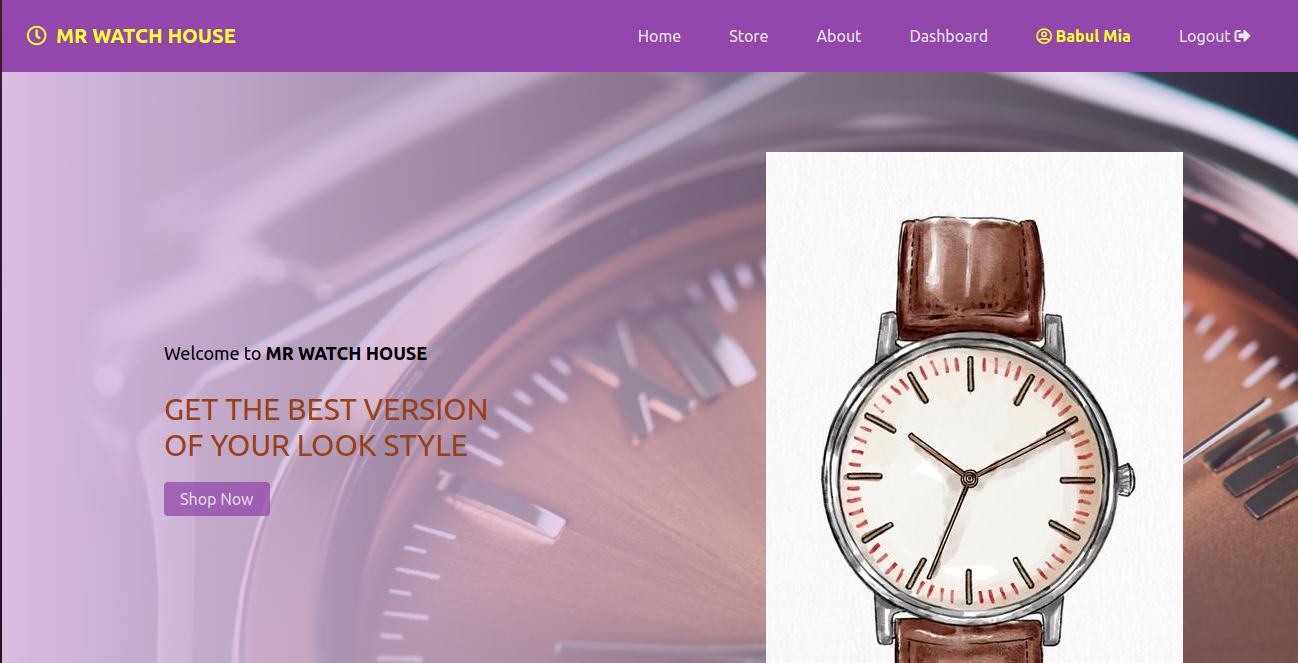 MR WATCH HOUSE
Home Store About Dashboard Babul Mia Logout
Welcome to MR WATCH HOUSE
GET THE BEST VERSION
OF YOUR LOOK STYLE
Shop Now
XII